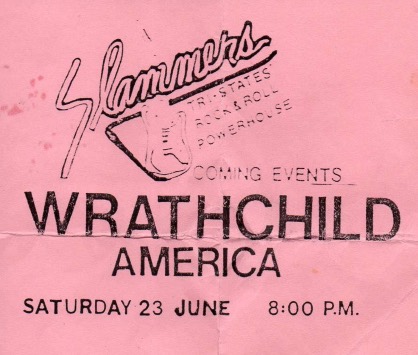 Slammers
TRI-STATES'
ROCK & ROLL
POWERHOUSE
COMING EVENTS
WRATHCHILD
AMERICA
SATURDAY 23 JUNE 8:00 P.M.